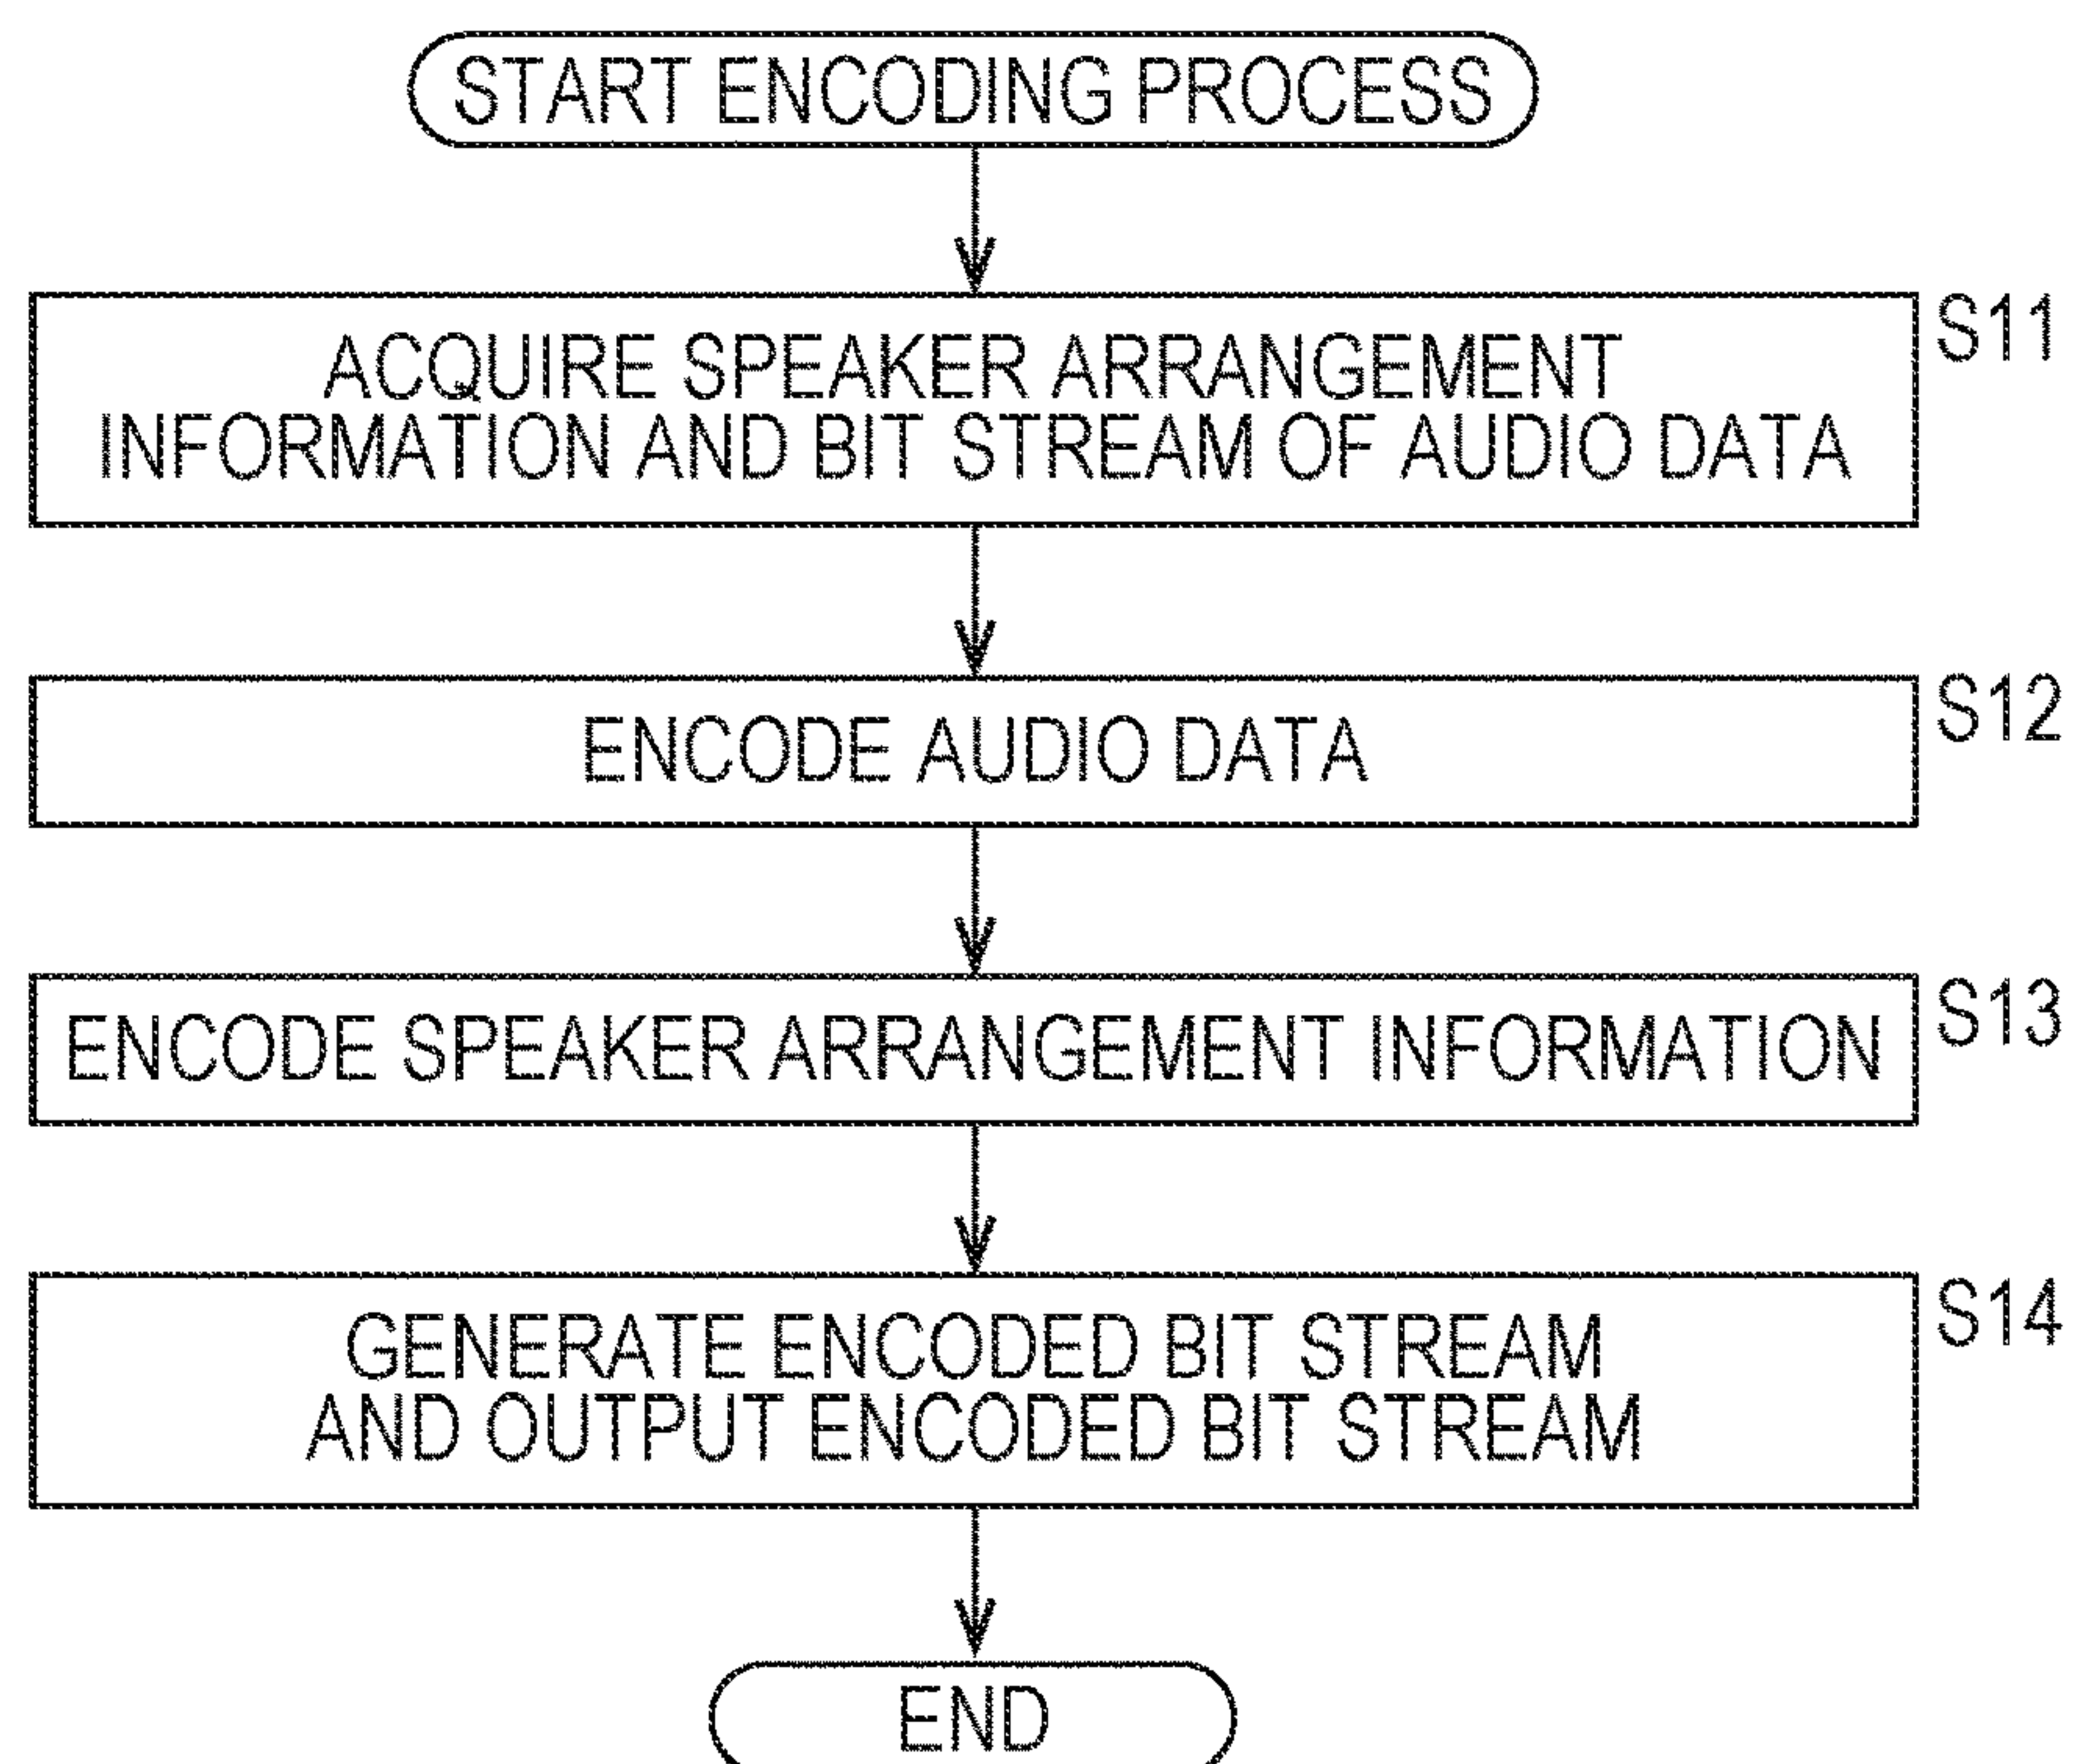 START ENCODING PROCESS
S11
ACQUIRE SPEAKER ARRANGEMENT
INFORMATION AND BIT STREAM OF AUDIO DATA
S12
ENCODE AUDIO DATA
S13
ENCODE SPEAKER ARRANGEMENT INFORMATION
S14
GENERATE ENCODED BIT STREAM
AND OUTPUT ENCODED BIT STREAM
END